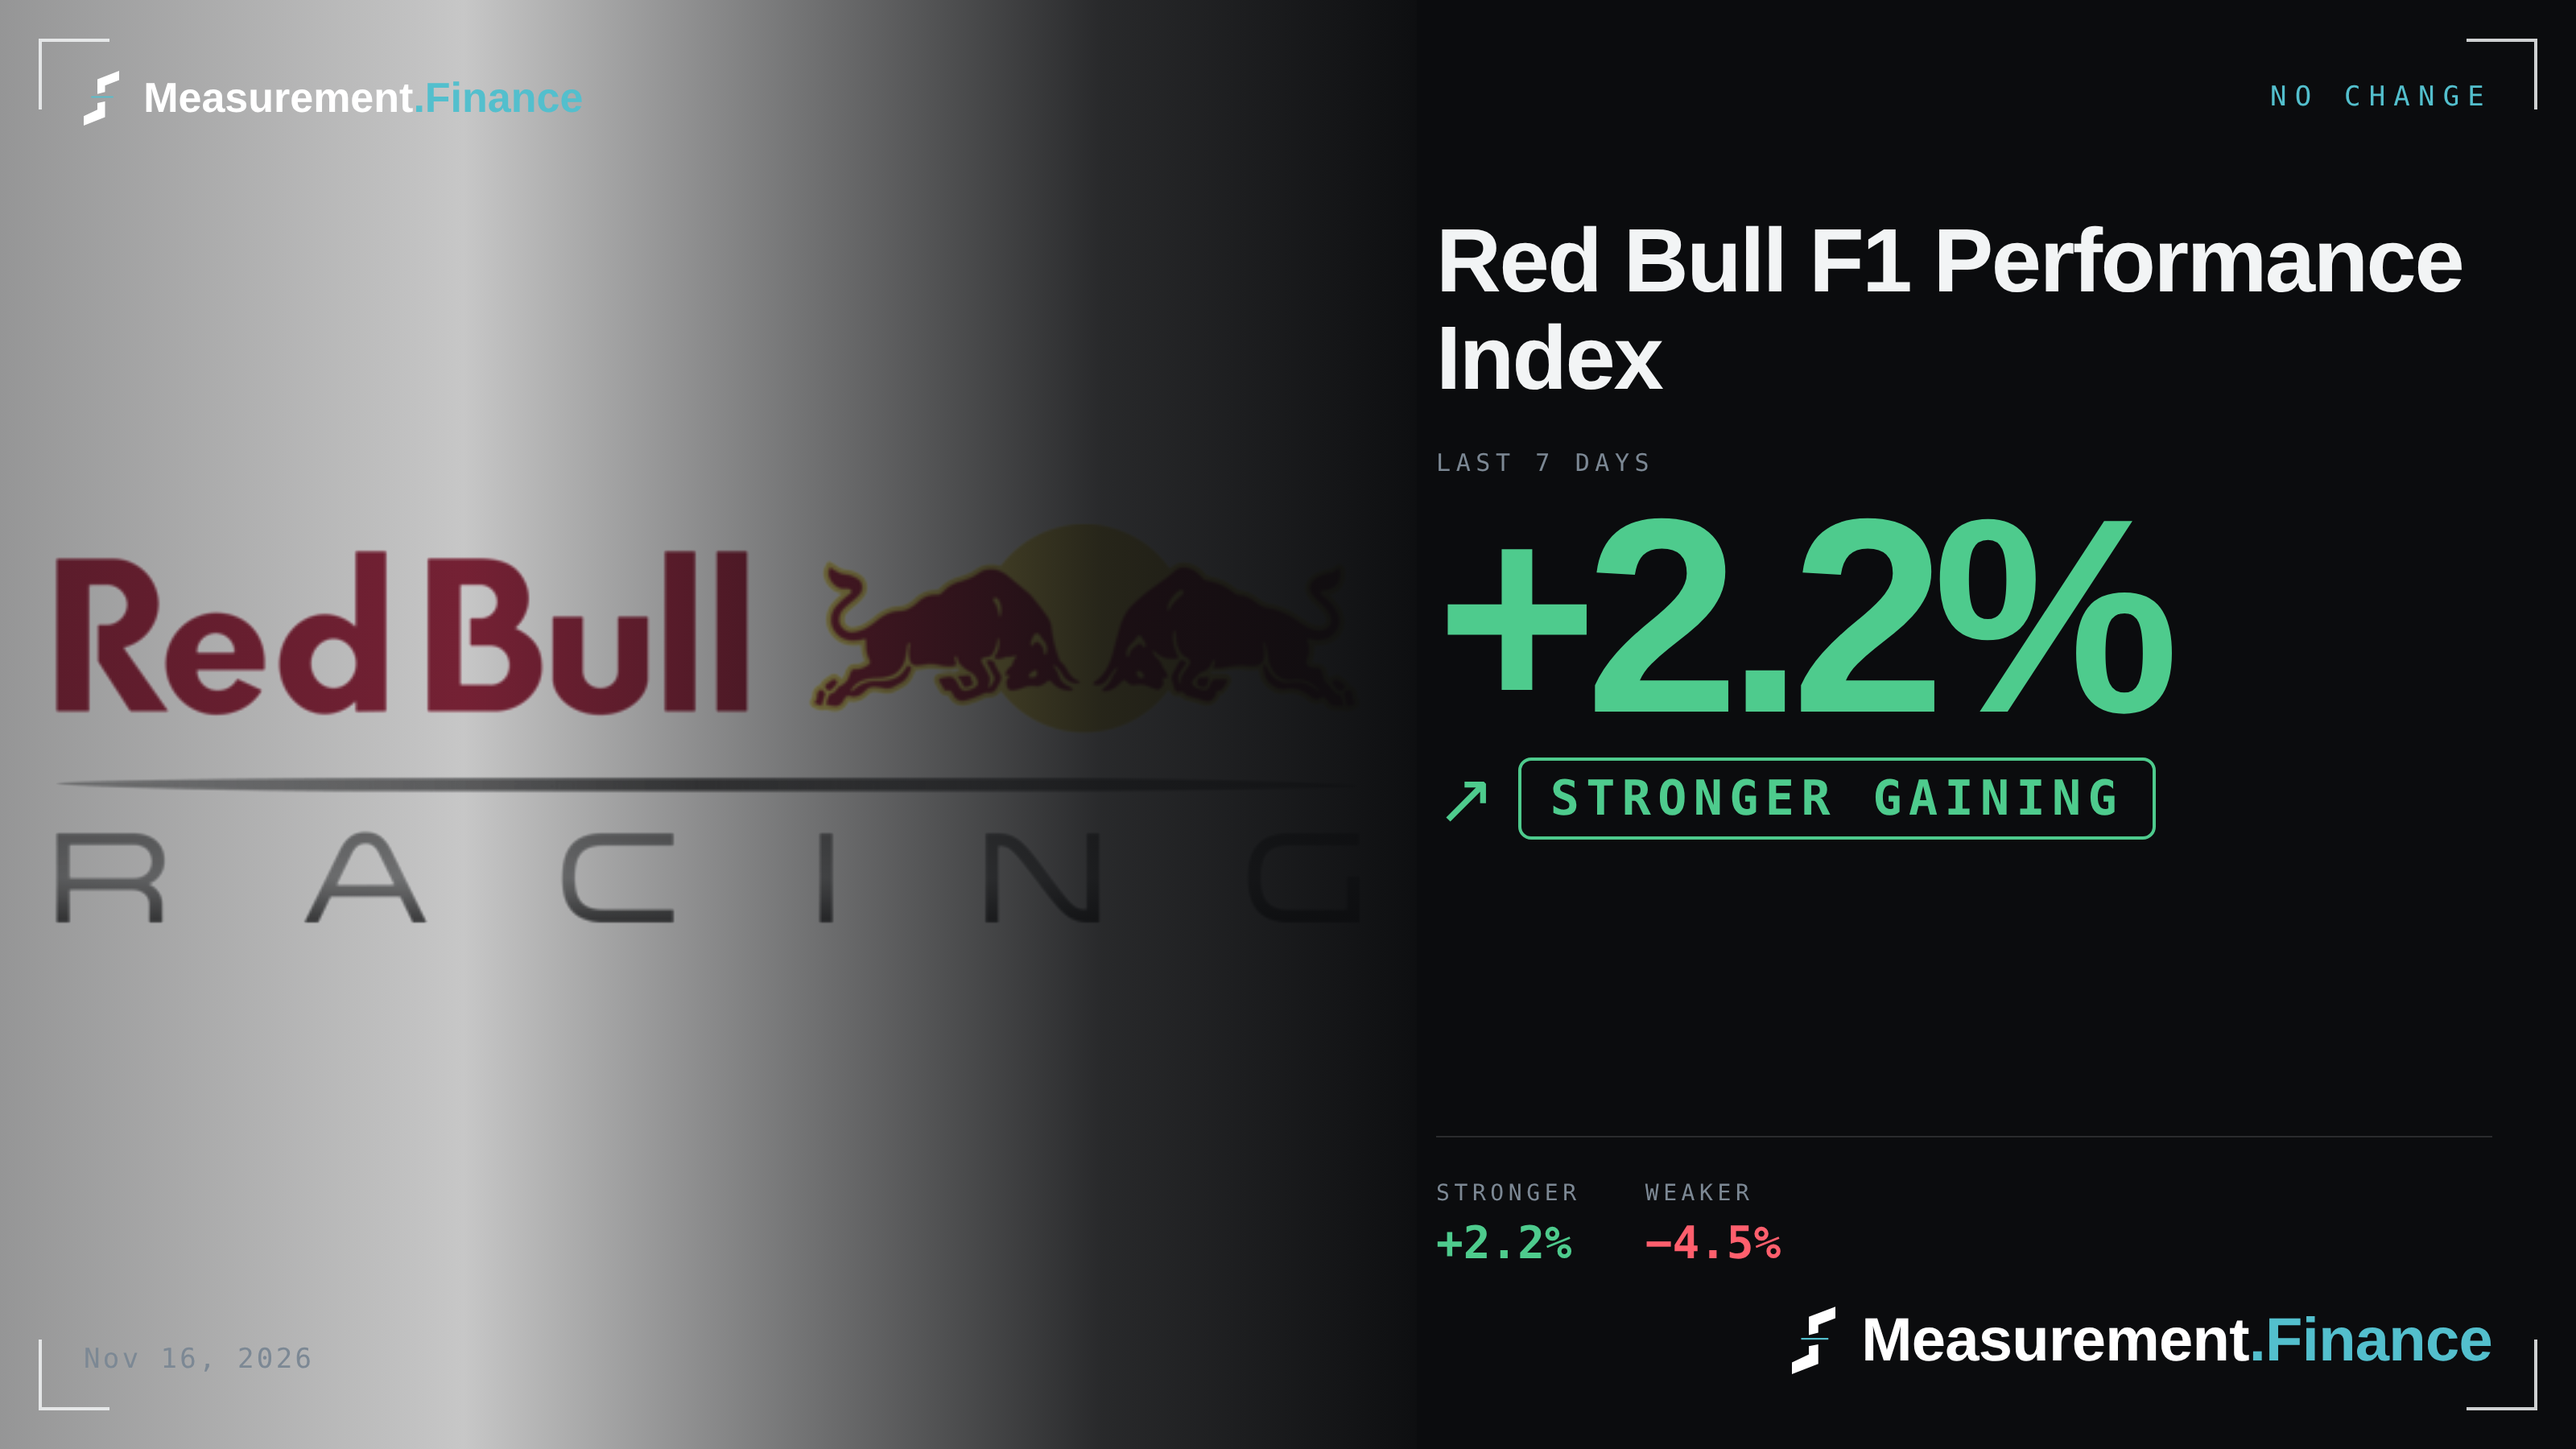 Measurement.Finance
NO CHANGE
Red Bull
RACING
Red Bull F1 Performance
Index
LAST 7 DAYS
+2.2%
↗ STRONGER GAINING
STRONGER WEAKER
+2.2% −4.5%
Nov 16, 2026
Measurement.Finance